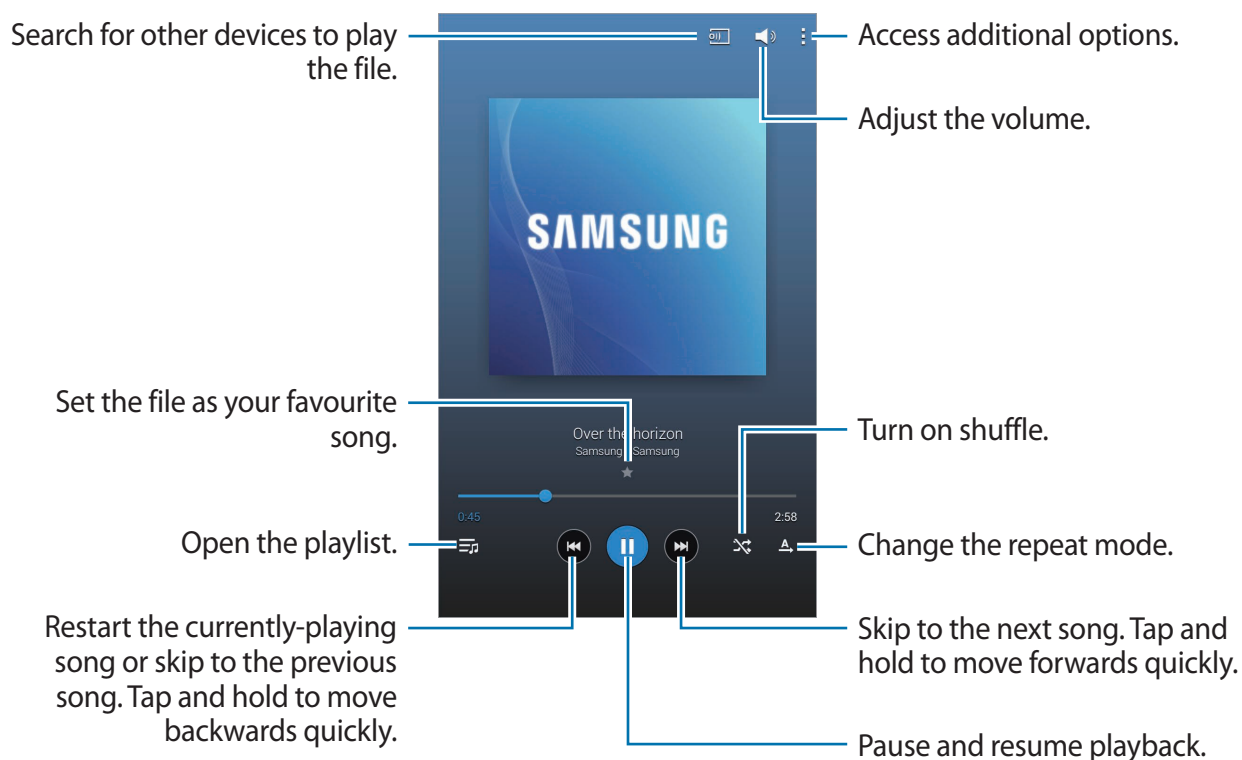 Search for other devices to play
the file.
Access additional options.
Adjust the volume.
SAMSUNG
Set the file as your favourite
song.
Over the horizon
Samsung Samsung
Turn on shuffle.
0:45
2:58
Open the playlist.
A
Change the repeat mode.
Restart the currently-playing
song or skip to the previous
song. Tap and hold to move
backwards quickly.
Skip to the next song. Tap and
hold to move forwards quickly.
Pause and resume playback.